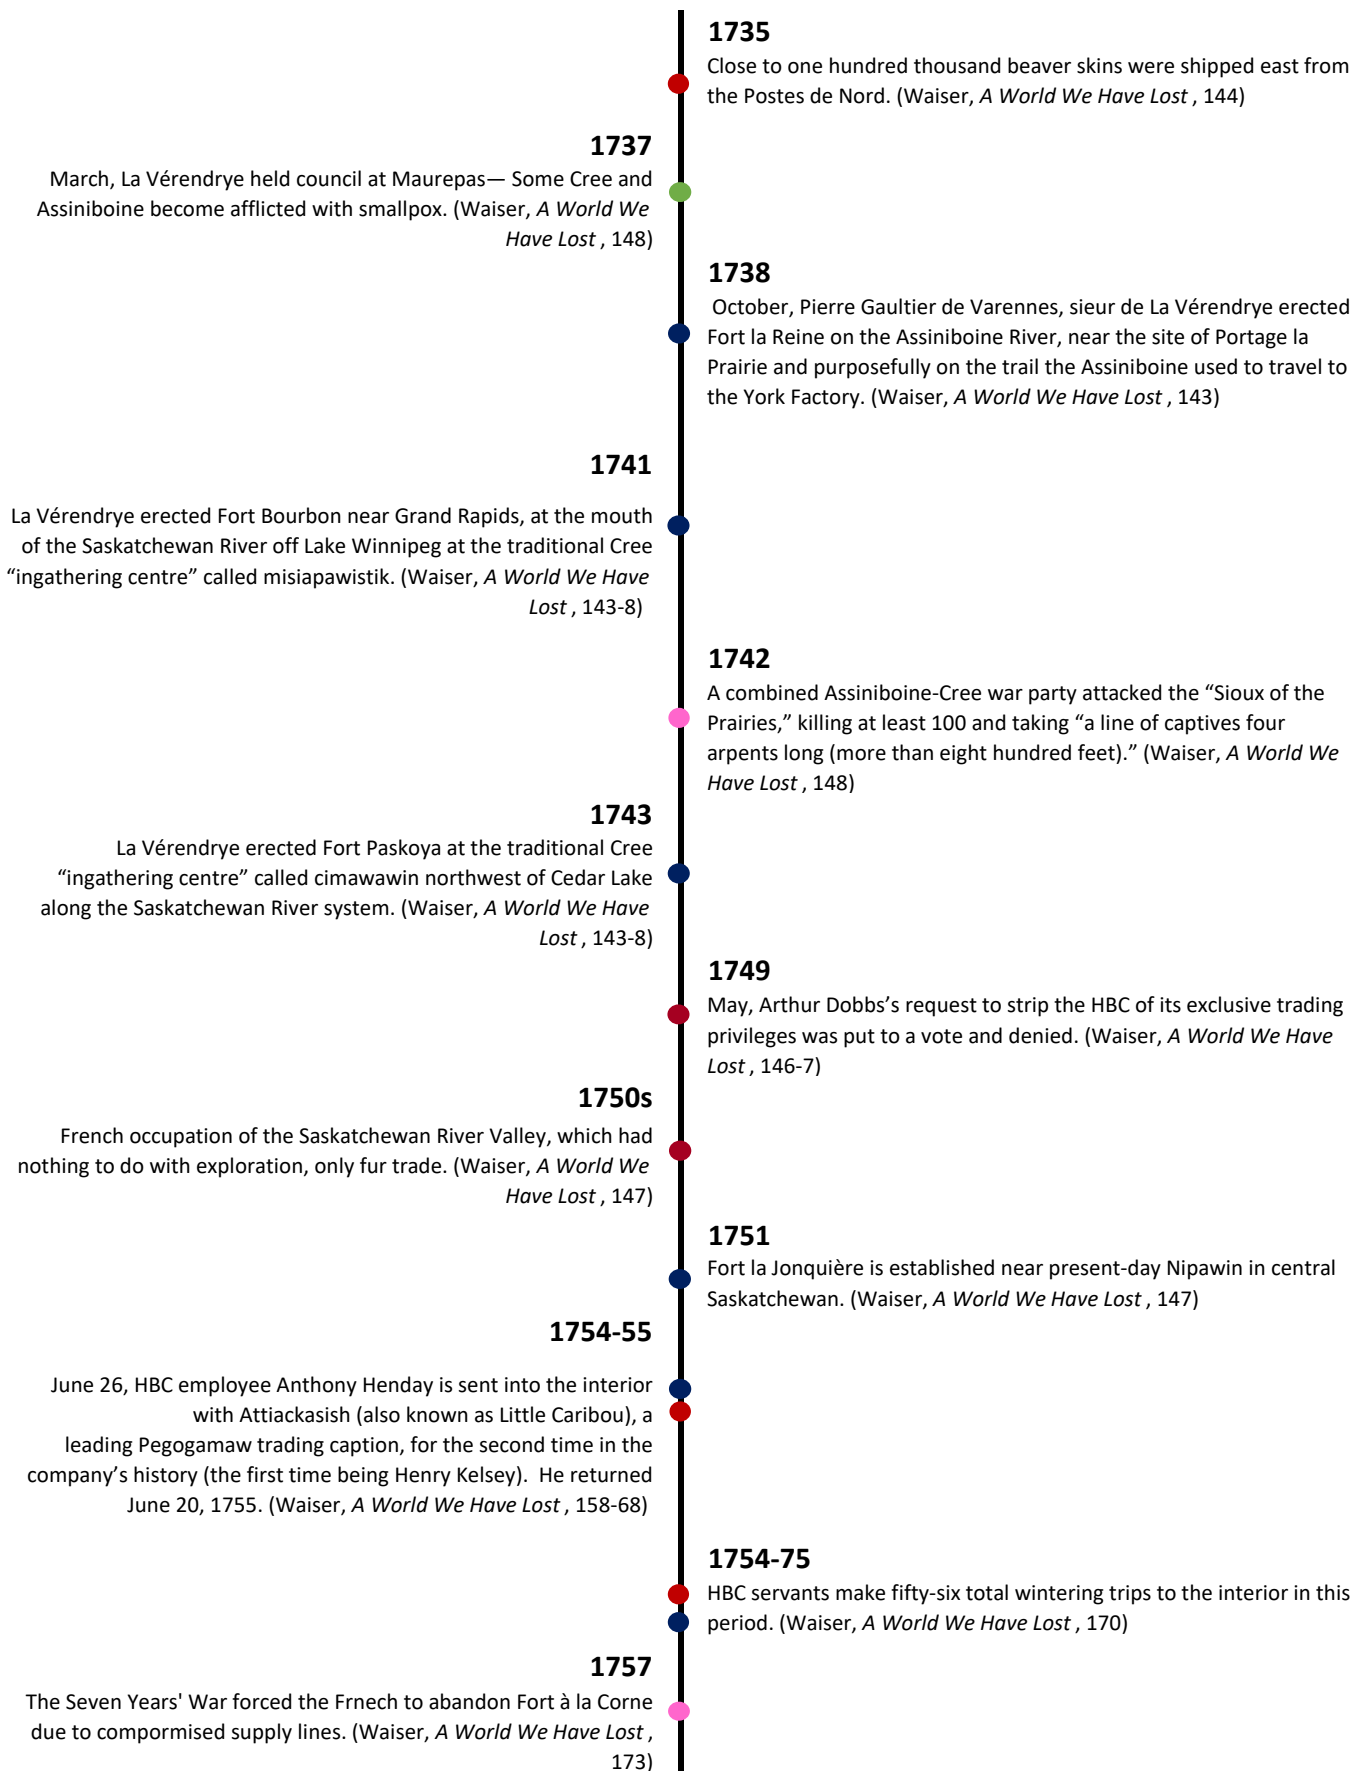 1735
Close to one hundred thousand beaver skins were shipped east from
the Postes de Nord. (Waiser, A World We Have Lost , 144)
1737
March, La Vérendrye held council at Maurepas— Some Cree and
Assiniboine become afflicted with smallpox. (Waiser, A World We
Have Lost , 148)
1738
October, Pierre Gaultier de Varennes, sieur de La Vérendrye erected
Fort la Reine on the Assiniboine River, near the site of Portage la
Prairie and purposefully on the trail the Assiniboine used to travel to
the York Factory. (Waiser, A World We Have Lost , 143)
1741
La Vérendrye erected Fort Bourbon near Grand Rapids, at the mouth
of the Saskatchewan River off Lake Winnipeg at the traditional Cree
“ingathering centre” called misiapawistik. (Waiser, A World We Have
Lost , 143-8)
1742
A combined Assiniboine-Cree war party attacked the “Sioux of the
Prairies,” killing at least 100 and taking “a line of captives four
arpents long (more than eight hundred feet).” (Waiser, A World We
Have Lost , 148)
1743
La Vérendrye erected Fort Paskoya at the traditional Cree
“ingathering centre” called cimawawin northwest of Cedar Lake
along the Saskatchewan River system. (Waiser, A World We Have
Lost , 143-8)
1749
May, Arthur Dobbs’s request to strip the HBC of its exclusive trading
privileges was put to a vote and denied. (Waiser, A World We Have
Lost , 146-7)
1750s
French occupation of the Saskatchewan River Valley, which had
nothing to do with exploration, only fur trade. (Waiser, A World We
Have Lost , 147)
1751
Fort la Jonquière is established near present-day Nipawin in central
Saskatchewan. (Waiser, A World We Have Lost , 147)
1754-55
June 26, HBC employee Anthony Henday is sent into the interior
with Attiackasish (also known as Little Caribou), a
leading Pegogamaw trading caption, for the second time in the
company’s history (the first time being Henry Kelsey).  He returned
June 20, 1755. (Waiser, A World We Have Lost , 158-68)
1754-75
HBC servants make fifty-six total wintering trips to the interior in this
period. (Waiser, A World We Have Lost , 170)
1757
The Seven Years' War forced the Frnech to abandon Fort à la Corne
due to compormised supply lines. (Waiser, A World We Have Lost ,
173)